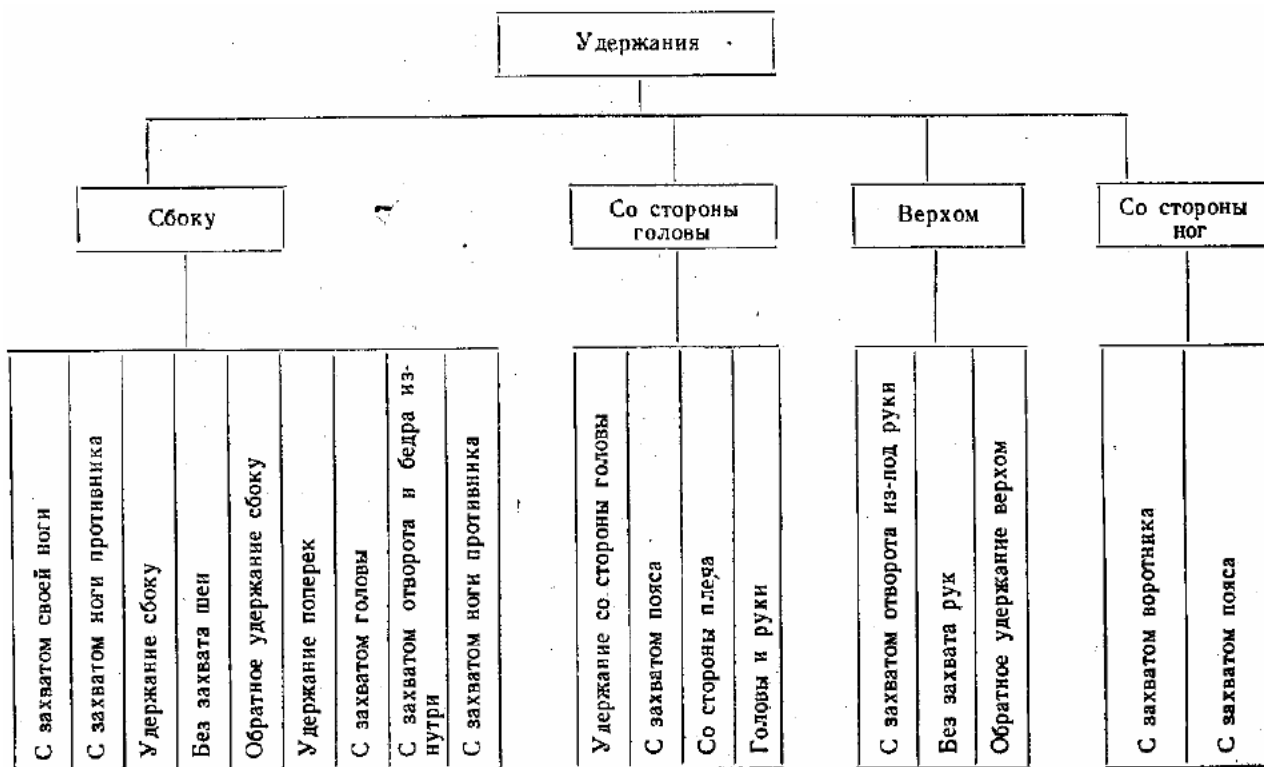 Удержания
Сбоку
Со стороны
головы
Верхом
Со стороны
ног
С захватом своей ноги
С захватом ноги противника
Удержание сбоку
Без захвата шеи
Обратное удержание сбоку
Удержание поперек
С захватом головы
С захватом отворота и бедра из-
нутри
С захватом ноги противника
Удержание со стороны головы
С захватом пояса
Со стороны плеча
Головы и руки
С захватом отворота из-под руки
Без захвата рук
Обратное удержание верхом
С захватом воротника
С захватом пояса